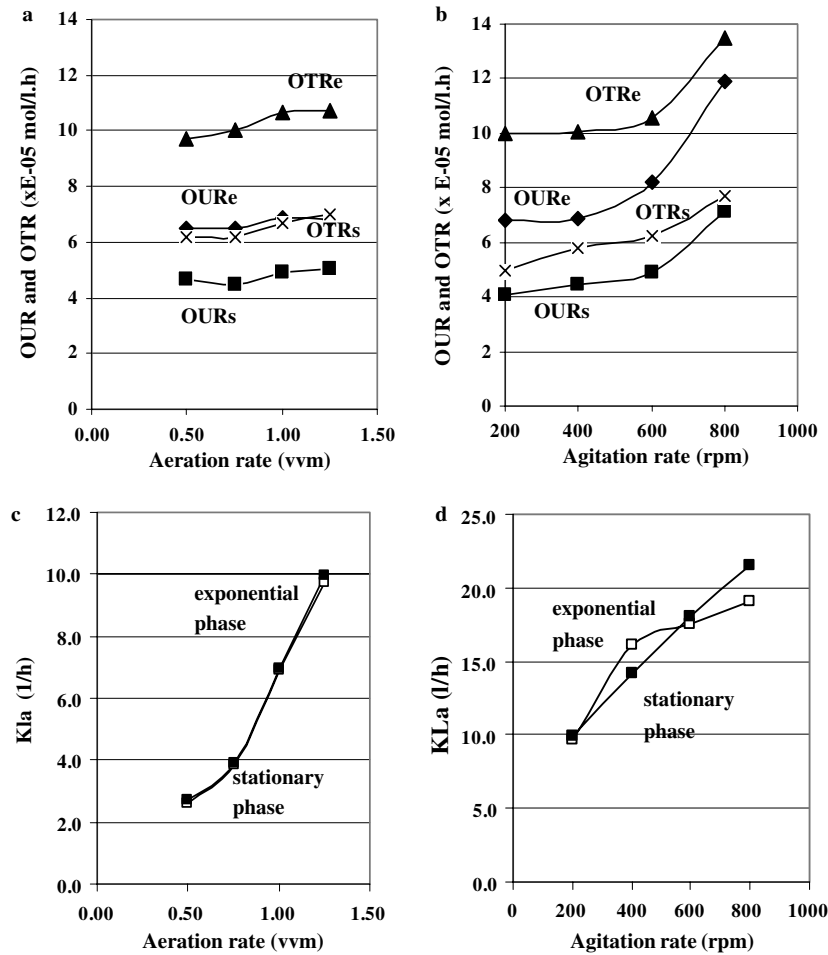 a
OUR and OTR (xE-05 mol/l.h)
14
12
10
8
6
4
2
0
OTRe
OURe
OTRs
OURs
0.00 0.50 1.00 1.50
Aeration rate (vvm)
b
OUR and OTR (x E-05 mol/l.h)
14
12
10
8
6
4
2
0
OTRe
OURe
OTRs
OURs
200 400 600 800 1000
Agitation rate (rpm)
c
Kla (1/h)
12.0
10.0
8.0
6.0
4.0
2.0
0.0
exponential
phase
stationary
phase
0.00 0.50 1.00 1.50
Aeration rate (vvm)
d
KLa (l/h)
25.0
20.0
15.0
10.0
5.0
0.0
exponential
phase
stationary
phase
0 200 400 600 800 1000
Agitation rate (rpm)